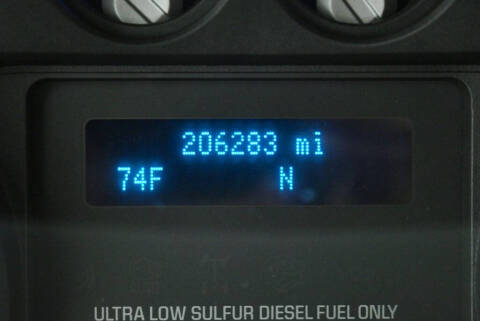 206283 mi
74F N
ULTRA LOW SULFUR DIESEL FUEL ONLY